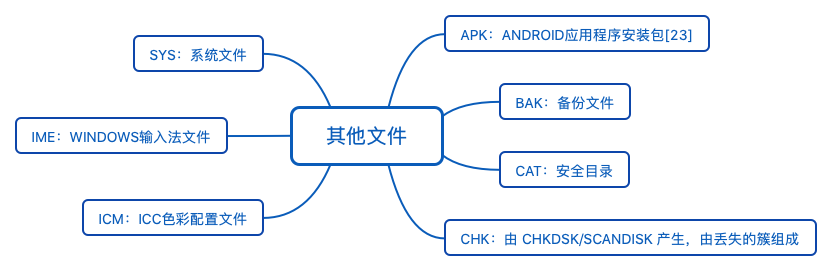 其他文件
APK：ANDROID应用程序安装包[23]
BAK：备份文件
CAT：安全目录
CHK：由 CHKDSK/SCANDISK 产生，由丢失的簇组成
SYS：系统文件
IME：WINDOWS输入法文件
ICM：ICC色彩配置文件